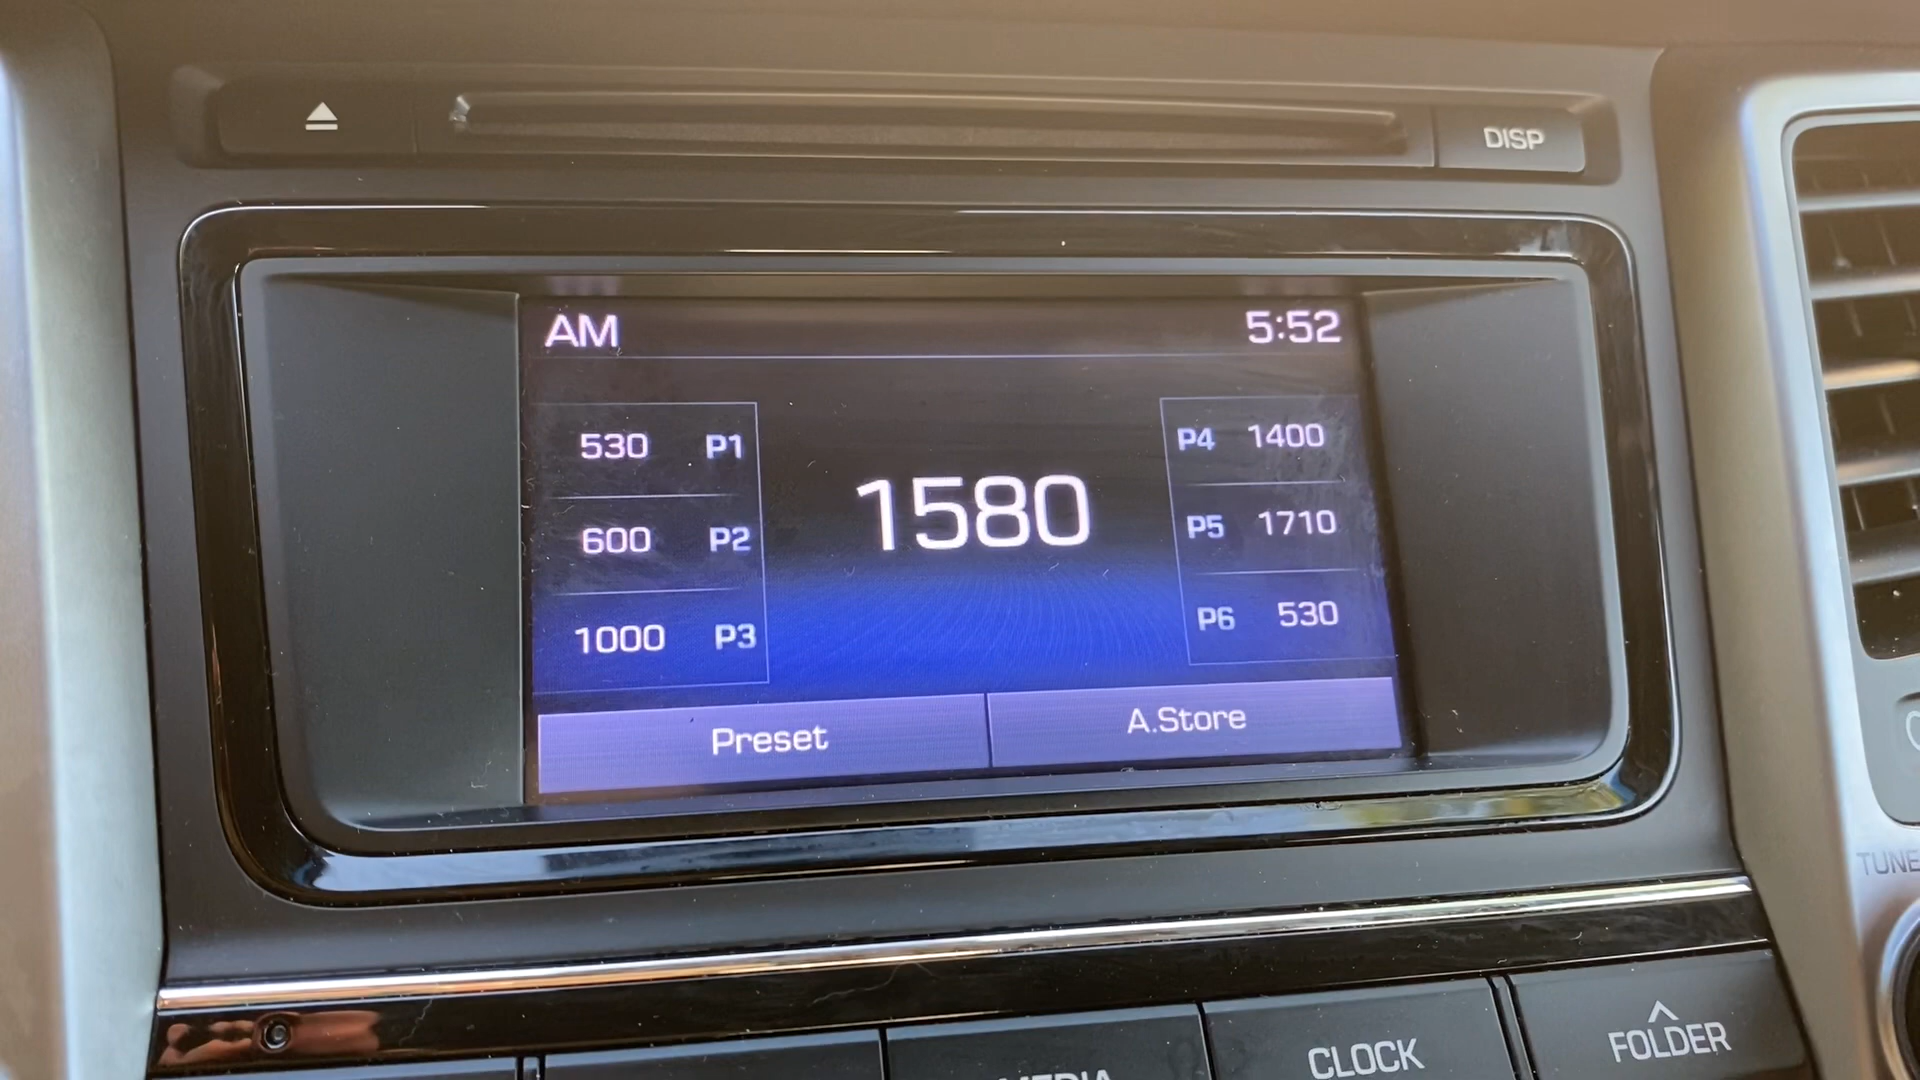 DISP
AM 5:52
530 P1
600 P2
1000 P3
1580
P4 1400
P5 1710
P6 530
Preset A.Store
TUNE
MEDIA
CLOCK
FOLDER